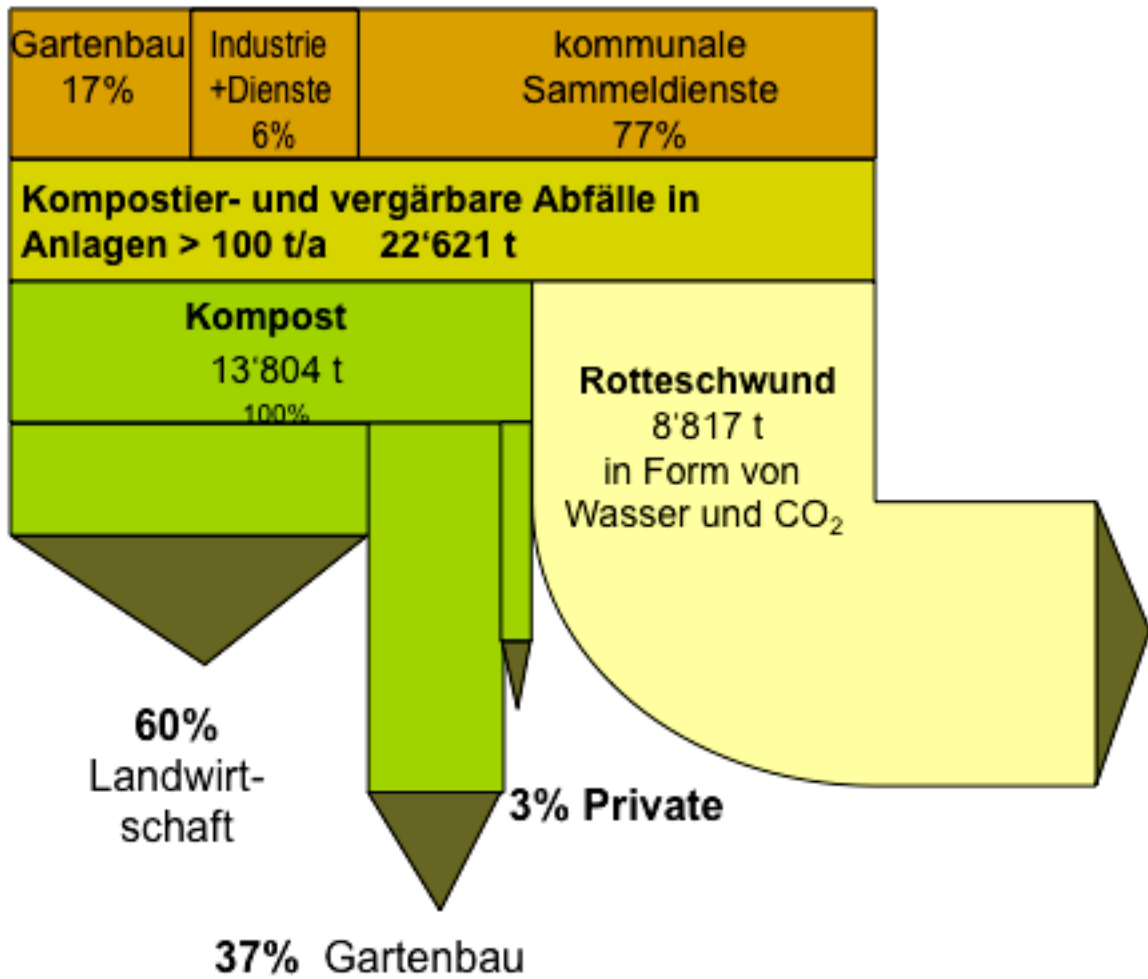 Gartenbau
17%
Industrie
+Dienste
6%
kommunale
Sammeldienste
77%
Kompostier- und vergärbare Abfälle in
Anlagen > 100 t/a 22‘621 t
Kompost
13‘804 t
100%
Rotteschwund
8’817 t
in Form von
Wasser und CO₂
60%
Landwirt-
schaft
3% Private
37% Gartenbau